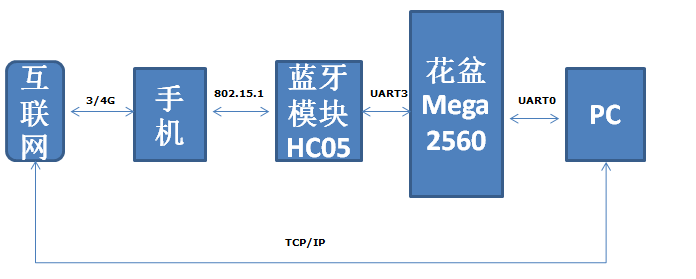 互
联
网
3/4G
手
机
802.15.1
蓝牙
模块
HC05
UART3
花盆
Mega
2560
UART0
PC
TCP/IP